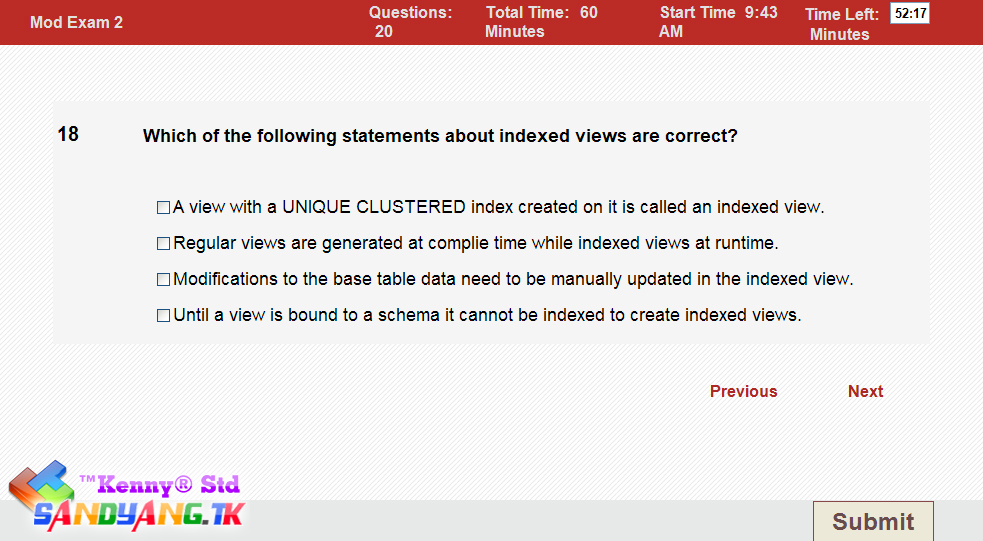 Mod Exam 2
Questions: 20
Total Time: 60 Minutes
Start Time 9:43 AM
Time Left: 52:17 Minutes
18 Which of the following statements about indexed views are correct?
A view with a UNIQUE CLUSTERED index created on it is called an indexed view.
Regular views are generated at complie time while indexed views at runtime.
Modifications to the base table data need to be manually updated in the indexed view.
Until a view is bound to a schema it cannot be indexed to create indexed views.
Previous Next
™Kenny® Std
SANDYANG.TK
Submit